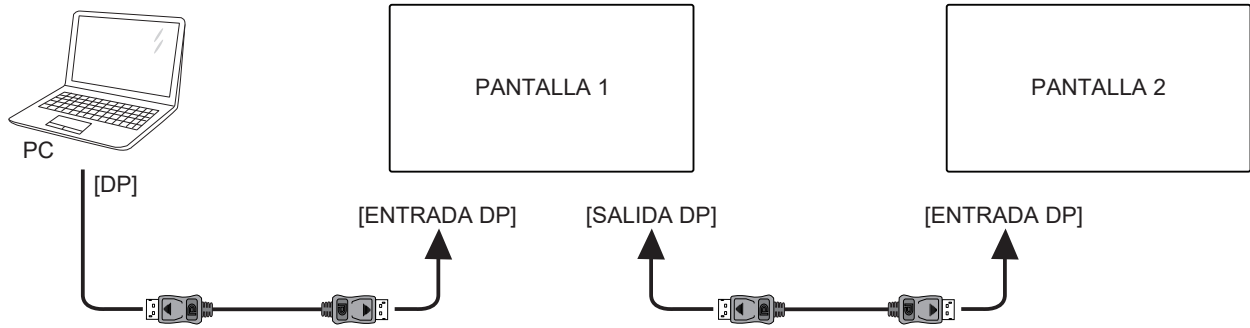 PANTALLA 1
PANTALLA 2
PC
[DP]
[ENTRADA DP]
[SALIDA DP]
[ENTRADA DP]